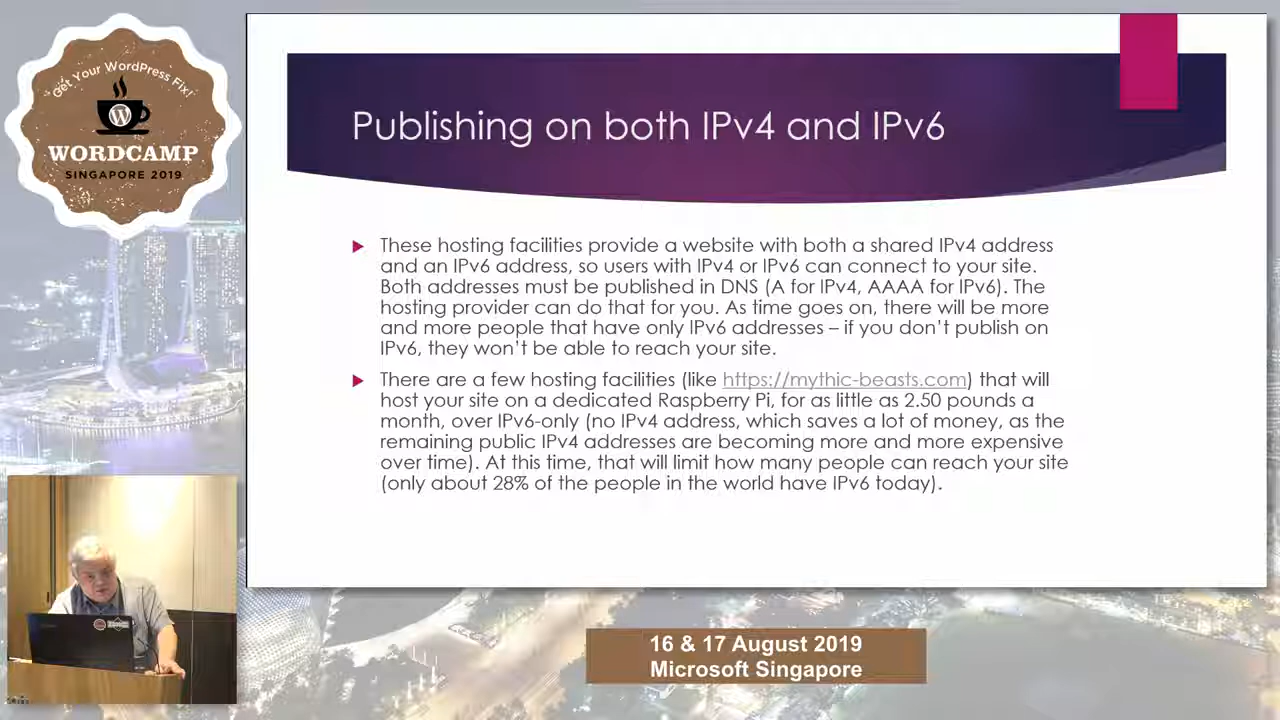 Get Your WordPress Fix!
WORDCAMP
SINGAPORE 2019
Publishing on both IPv4 and IPv6
These hosting facilities provide a website with both a shared IPv4 address
and an IPv6 address, so users with IPv4 or IPv6 can connect to your site.
Both addresses must be published in DNS (A for IPv4, AAAA for IPv6). The
hosting provider can do that for you. As time goes on, there will be more
and more people that have only IPv6 addresses – if you don’t publish on
IPv6, they won’t be able to reach your site.
There are a few hosting facilities (like https://mythic-beasts.com) that will
host your site on a dedicated Raspberry Pi, for as little as 2.50 pounds a
month, over IPv6-only (no IPv4 address, which saves a lot of money, as the
remaining public IPv4 addresses are becoming more and more expensive
over time). At this time, that will limit how many people can reach your site
(only about 28% of the people in the world have IPv6 today).
16 & 17 August 2019
Microsoft Singapore